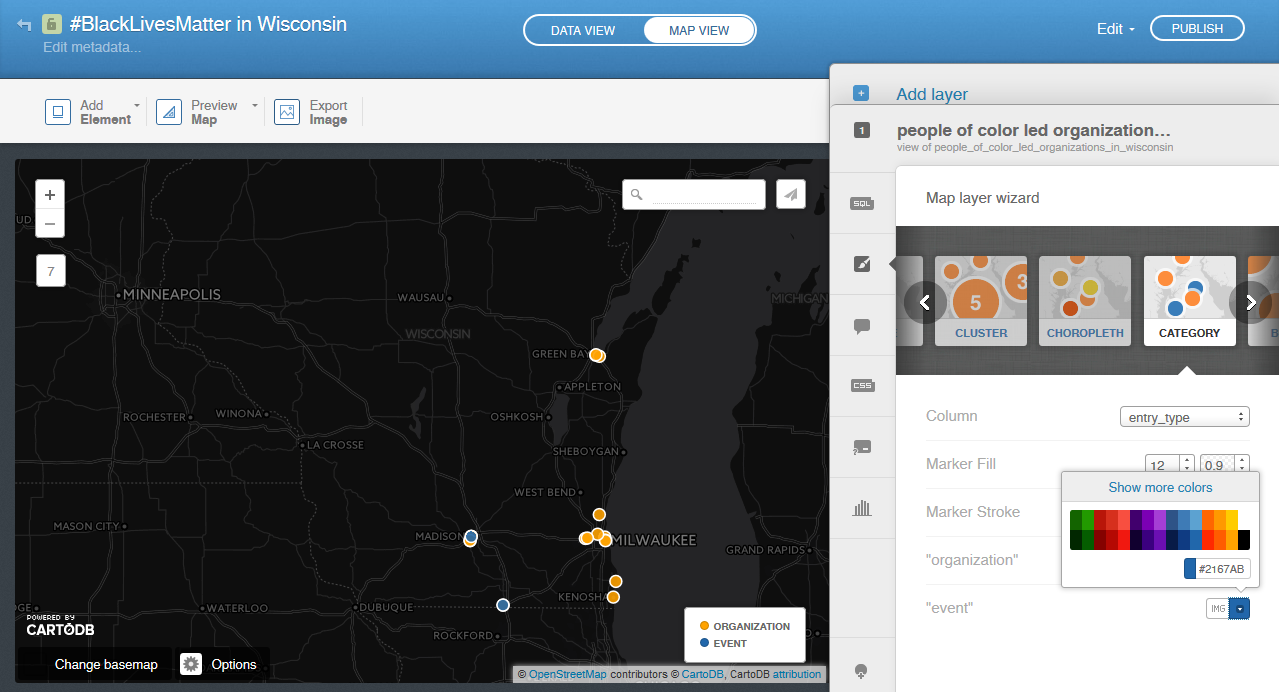 #BlackLivesMatter in Wisconsin
Edit metadata...
DATA VIEW
MAP VIEW
Edit
PUBLISH
Add
Element
Preview
Map
Export
Image
Add layer
1
people of color led organization…
view of people_of_color_led_organizations_in_wisconsin
SQL
CSS
Map layer wizard
5
3
CLUSTER
CHOROPLETH
CATEGORY
Column
entry_type
Marker Fill
12
0.9
Show more colors
#2167AB
Marker Stroke
"organization"
"event"
IMG
+
−
7
MINNEAPOLIS
WAUSAU
WISCONSIN
MICHIGAN
GREEN BAY
APPLETON
ROCHESTER
WINONA
OSHKOSH
LA CROSSE
SHEBOYGAN
WEST BEND
MASON CITY
MADISON
MILWAUKEE
GRAND RAPIDS
KENOSHA
WATERLOO
DUBUQUE
ROCKFORD
POWERED BY
CARTODB
Change basemap
Options
ORGANIZATION
EVENT
© OpenStreetMap contributors © CartoDB, CartoDB attribution